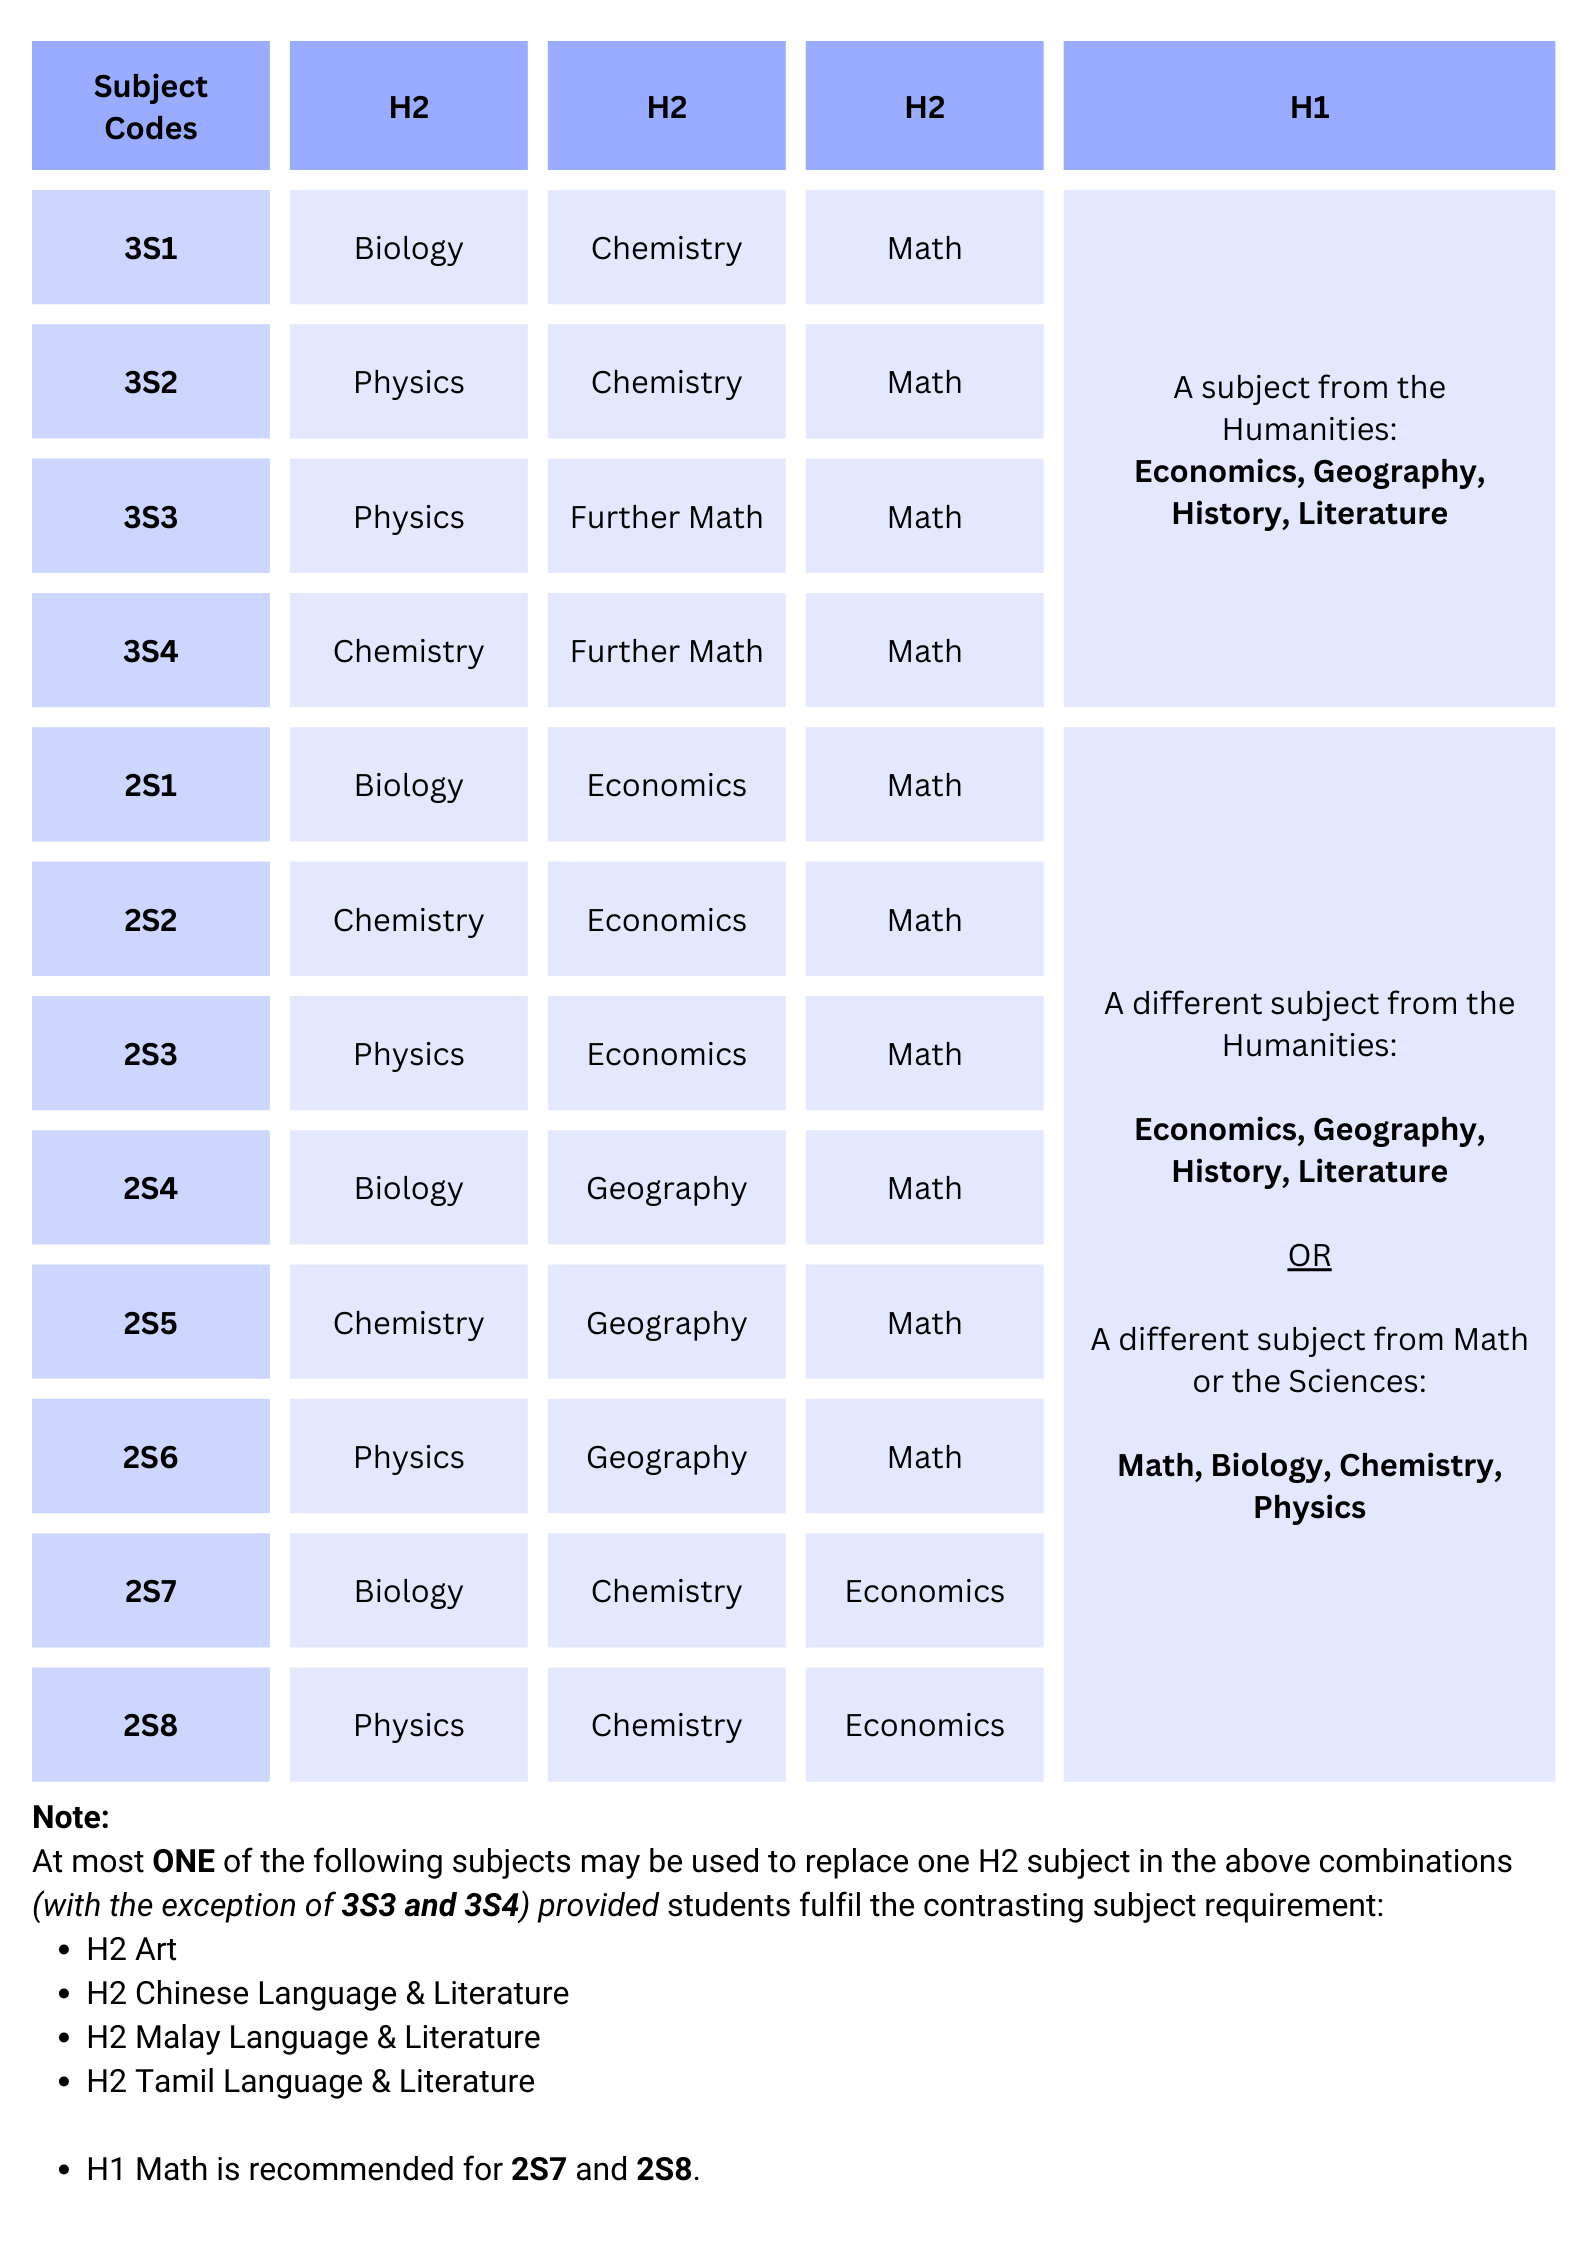 Subject
Codes
H2
H2
H2
H1
3S1
Biology
Chemistry
Math
3S2
Physics
Chemistry
Math
3S3
Physics
Further Math
Math
3S4
Chemistry
Further Math
Math
A subject from the
Humanities:
Economics, Geography,
History, Literature
2S1
Biology
Economics
Math
2S2
Chemistry
Economics
Math
2S3
Physics
Economics
Math
2S4
Biology
Geography
Math
2S5
Chemistry
Geography
Math
2S6
Physics
Geography
Math
2S7
Biology
Chemistry
Economics
2S8
Physics
Chemistry
Economics
A different subject from the
Humanities:
Economics, Geography,
History, Literature
OR
A different subject from Math
or the Sciences:
Math, Biology, Chemistry,
Physics
Note:
At most ONE of the following subjects may be used to replace one H2 subject in the above combinations
(with the exception of 3S3 and 3S4) provided students fulfil the contrasting subject requirement:
• H2 Art
• H2 Chinese Language & Literature
• H2 Malay Language & Literature
• H2 Tamil Language & Literature
• H1 Math is recommended for 2S7 and 2S8.